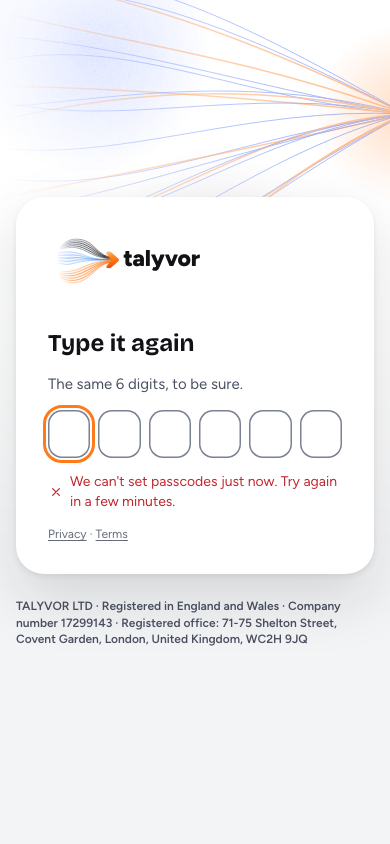 talyvor
Type it again
The same 6 digits, to be sure.
We can't set passcodes just now. Try again
in a few minutes.
Privacy · Terms
TALYVOR LTD · Registered in England and Wales · Company
number 17299143 · Registered office: 71-75 Shelton Street,
Covent Garden, London, United Kingdom, WC2H 9JQ